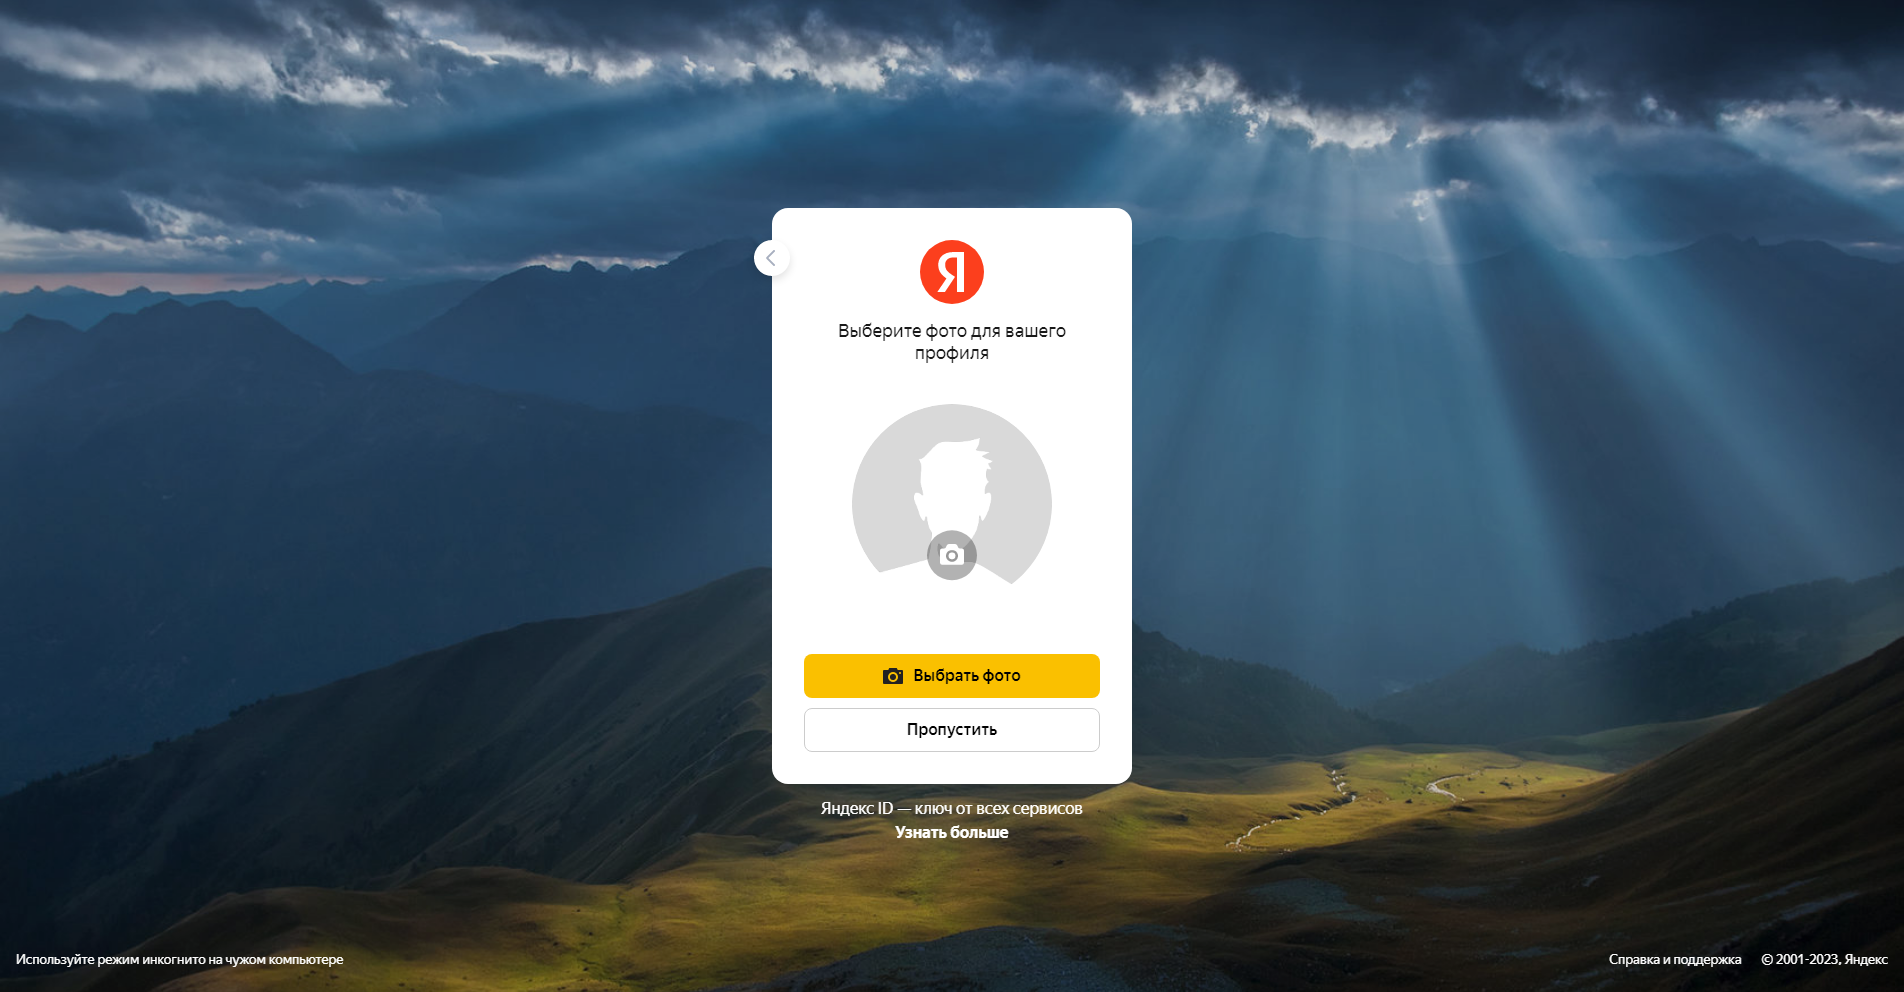 Я
Выберите фото для вашего
профиля
Выбрать фото
Пропустить
Яндекс ID — ключ от всех сервисов
Узнать больше
Используйте режим инкогнито на чужом компьютере
Справка и поддержка
© 2001-2023, Яндекс